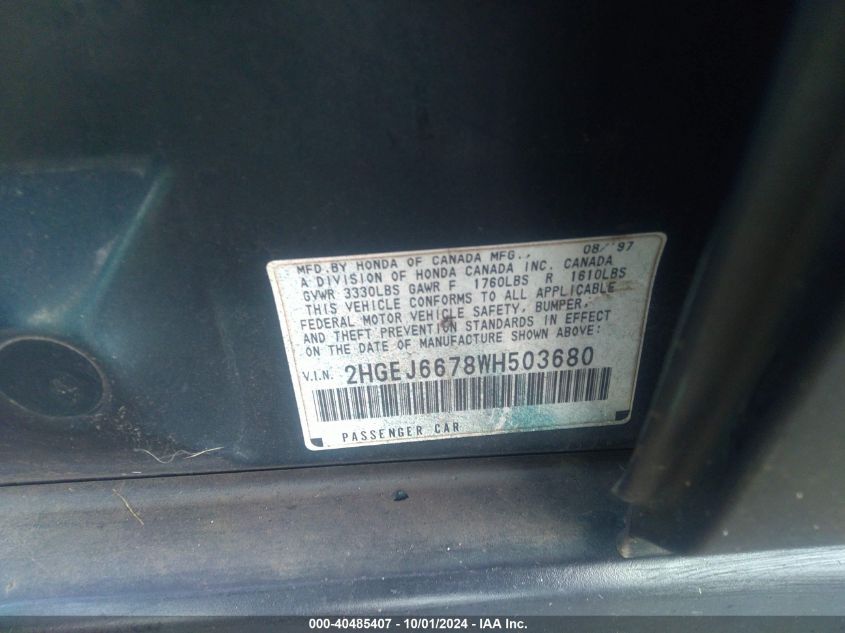 08/'97
MFD.BY HONDA OF CANADA MFG.,
A DIVISION OF HONDA CANADA INC. CANADA
GVWR 3330LBS GAWR F 1760LBS R 1610LBS
THIS VEHICLE CONFORMS TO ALL APPLICABLE
FEDERAL MOTOR VEHICLE SAFETY, BUMPER,
AND THEFT PREVENTION STANDARDS IN EFFECT
ON THE DATE OF MANUFACTURE SHOWN ABOVE:
V.I.N. 2HGEJ6678WH503680
PASSENGER CAR
000-40485407 - 10/01/2024 - IAA Inc.